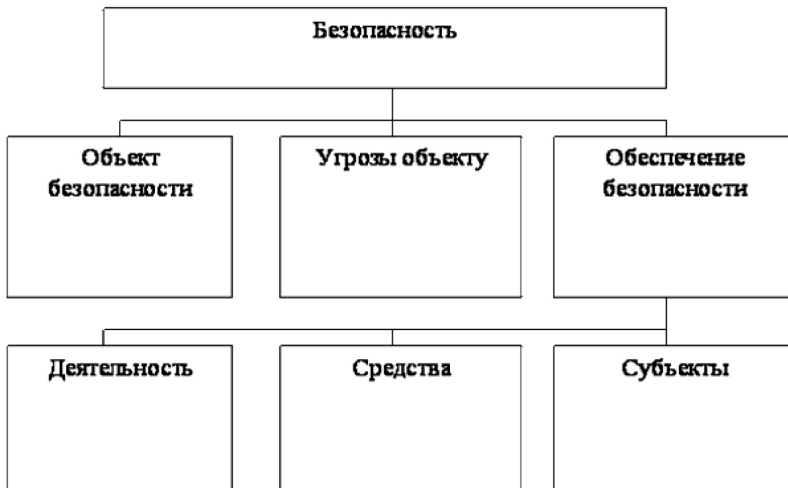 Безопасность
Объект
безопасности
Угрозы объекту
Обеспечение
безопасности
Деятельность
Средства
Субъекты